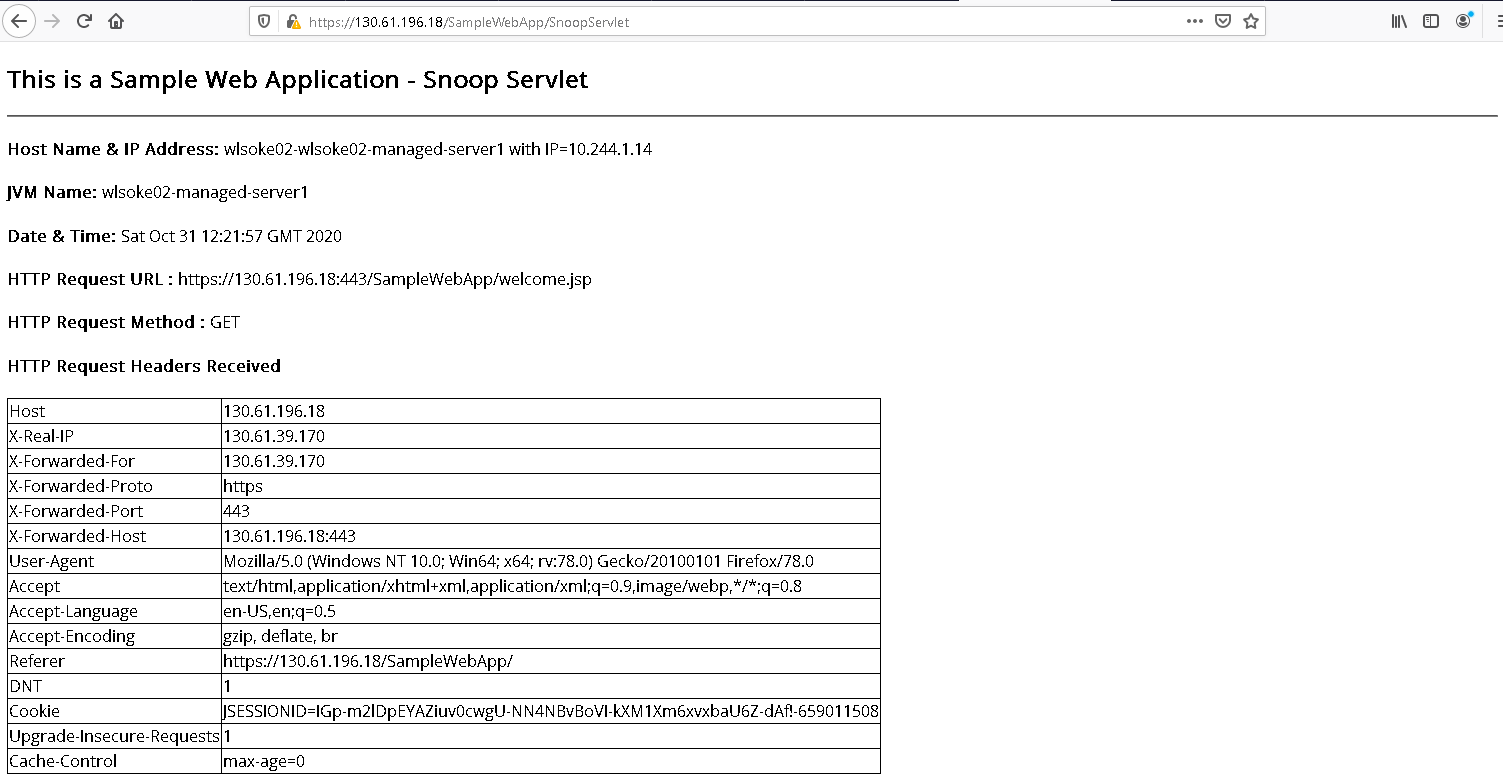 https://130.61.196.18/SampleWebApp/SnoopServlet
This is a Sample Web Application - Snoop Servlet
Host Name & IP Address: wlsoke02-wlsoke02-managed-server1 with IP=10.244.1.14
JVM Name: wlsoke02-managed-server1
Date & Time: Sat Oct 31 12:21:57 GMT 2020
HTTP Request URL : https://130.61.196.18:443/SampleWebApp/welcome.jsp
HTTP Request Method : GET
HTTP Request Headers Received
Host 130.61.196.18
X-Real-IP 130.61.39.170
X-Forwarded-For 130.61.39.170
X-Forwarded-Proto https
X-Forwarded-Port 443
X-Forwarded-Host 130.61.196.18:443
User-Agent Mozilla/5.0 (Windows NT 10.0; Win64; x64; rv:78.0) Gecko/20100101 Firefox/78.0
Accept text/html,application/xhtml+xml,application/xml;q=0.9,image/webp,*/*;q=0.8
Accept-Language en-US,en;q=0.5
Accept-Encoding gzip, deflate, br
Referer https://130.61.196.18/SampleWebApp/
DNT 1
Cookie JSESSIONID=IGp-m2lDpEYAZiuv0cwgU-NN4NBvBoVI-kXM1Xm6xvxbaU6Z-dAf!-659011508
Upgrade-Insecure-Requests 1
Cache-Control max-age=0